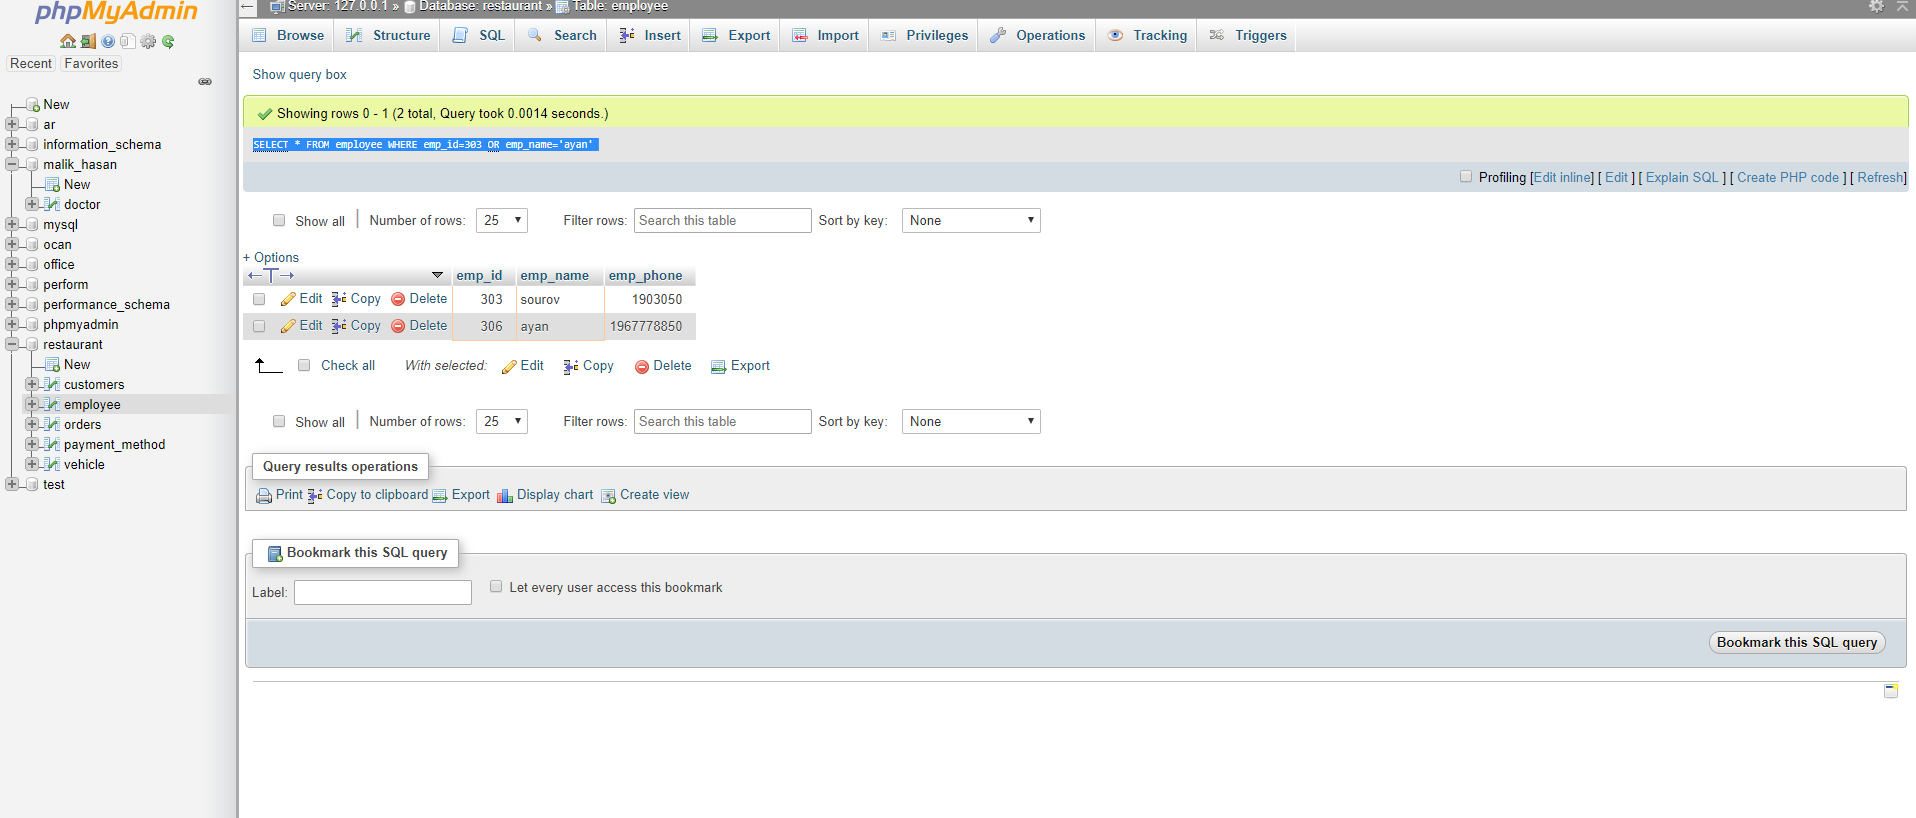 phpMyAdmin
Recent Favorites
New
ar
information_schema
malik_hasan
New
doctor
mysql
ocan
office
perform
performance_schema
phpmyadmin
restaurant
New
customers
employee
orders
payment_method
vehicle
test
Server: 127.0.0.1 » Database: restaurant » Table: employee
Browse Structure SQL Search Insert Export Import Privileges Operations Tracking Triggers
Show query box
Showing rows 0 - 1 (2 total, Query took 0.0014 seconds.)
SELECT * FROM employee WHERE emp_id=303 OR emp_name='ayan'
Profiling [Edit inline] [ Edit ] [ Explain SQL ] [ Create PHP code ] [ Refresh]
Show all | Number of rows: 25 Filter rows: Search this table Sort by key: None
+ Options
←T→ emp_id emp_name emp_phone
Edit Copy Delete 303 sourov 1903050
Edit Copy Delete 306 ayan 1967778850
Check all With selected: Edit Copy Delete Export
Show all | Number of rows: 25 Filter rows: Search this table Sort by key: None
Query results operations
Print Copy to clipboard Export Display chart Create view
Bookmark this SQL query
Label: Let every user access this bookmark
Bookmark this SQL query